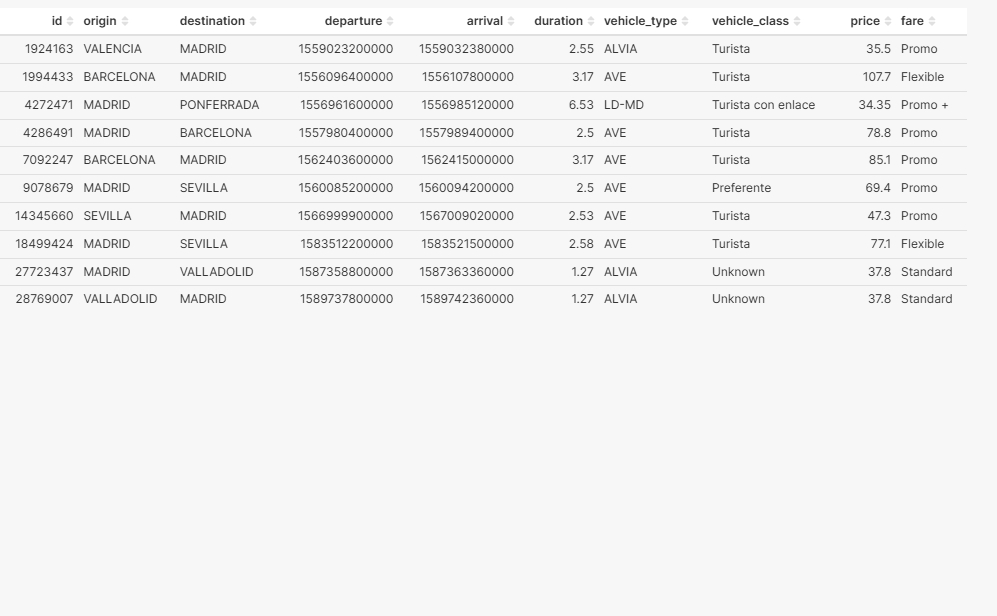 id origin destination departure arrival duration vehicle_type vehicle_class price fare
1924163 VALENCIA MADRID 1559023200000 1559032380000 2.55 ALVIA Turista 35.5 Promo
1994433 BARCELONA MADRID 1556096400000 1556107800000 3.17 AVE Turista 107.7 Flexible
4272471 MADRID PONFERRADA 1556961600000 1556985120000 6.53 LD-MD Turista con enlace 34.35 Promo +
4286491 MADRID BARCELONA 1557980400000 1557989400000 2.5 AVE Turista 78.8 Promo
7092247 BARCELONA MADRID 1562403600000 1562415000000 3.17 AVE Turista 85.1 Promo
9078679 MADRID SEVILLA 1560085200000 1560094200000 2.5 AVE Preferente 69.4 Promo
14345660 SEVILLA MADRID 1566999900000 1567009020000 2.53 AVE Turista 47.3 Promo
18499424 MADRID SEVILLA 1583512200000 1583521500000 2.58 AVE Turista 77.1 Flexible
27723437 MADRID VALLADOLID 1587358800000 1587363360000 1.27 ALVIA Unknown 37.8 Standard
28769007 VALLADOLID MADRID 1589737800000 1589742360000 1.27 ALVIA Unknown 37.8 Standard